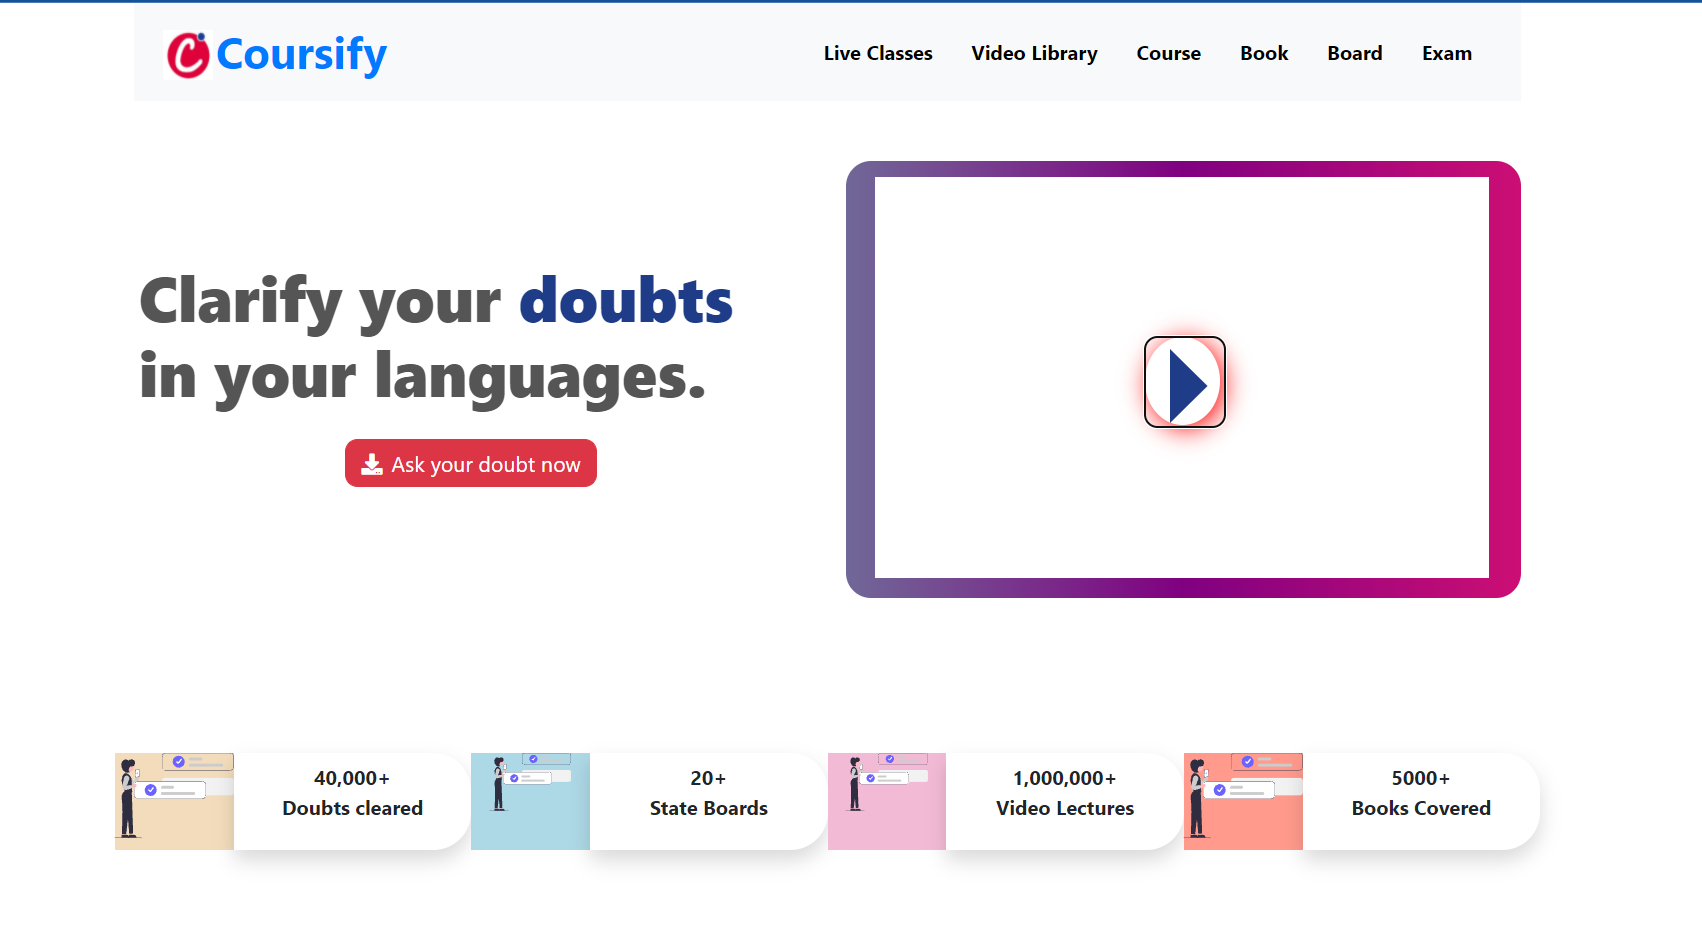 Coursify
Live Classes Video Library Course Book Board Exam
Clarify your doubts
in your languages.
Ask your doubt now
40,000+
Doubts cleared
20+
State Boards
1,000,000+
Video Lectures
5000+
Books Covered